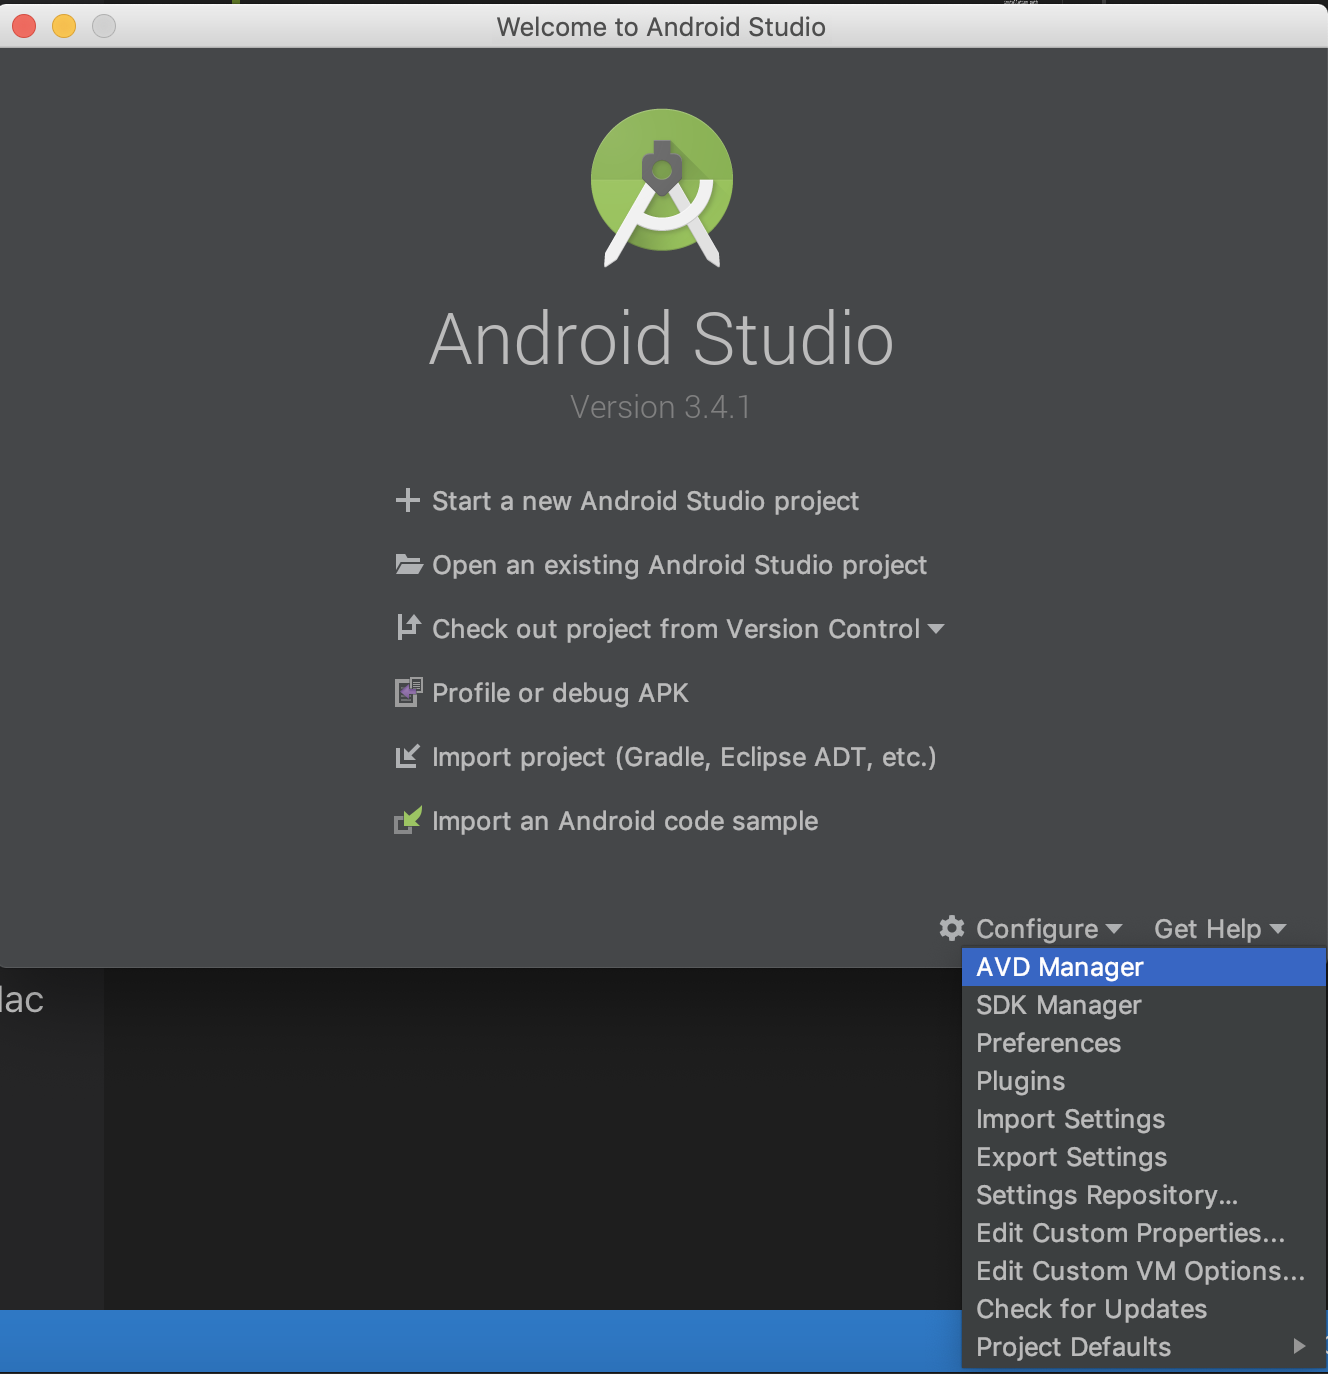 Welcome to Android Studio
Android Studio
Version 3.4.1
Start a new Android Studio project
Open an existing Android Studio project
Check out project from Version Control
Profile or debug APK
Import project (Gradle, Eclipse ADT, etc.)
Import an Android code sample
Configure Get Help
AVD Manager
SDK Manager
Preferences
Plugins
Import Settings
Export Settings
Settings Repository...
Edit Custom Properties...
Edit Custom VM Options...
Check for Updates
Project Defaults